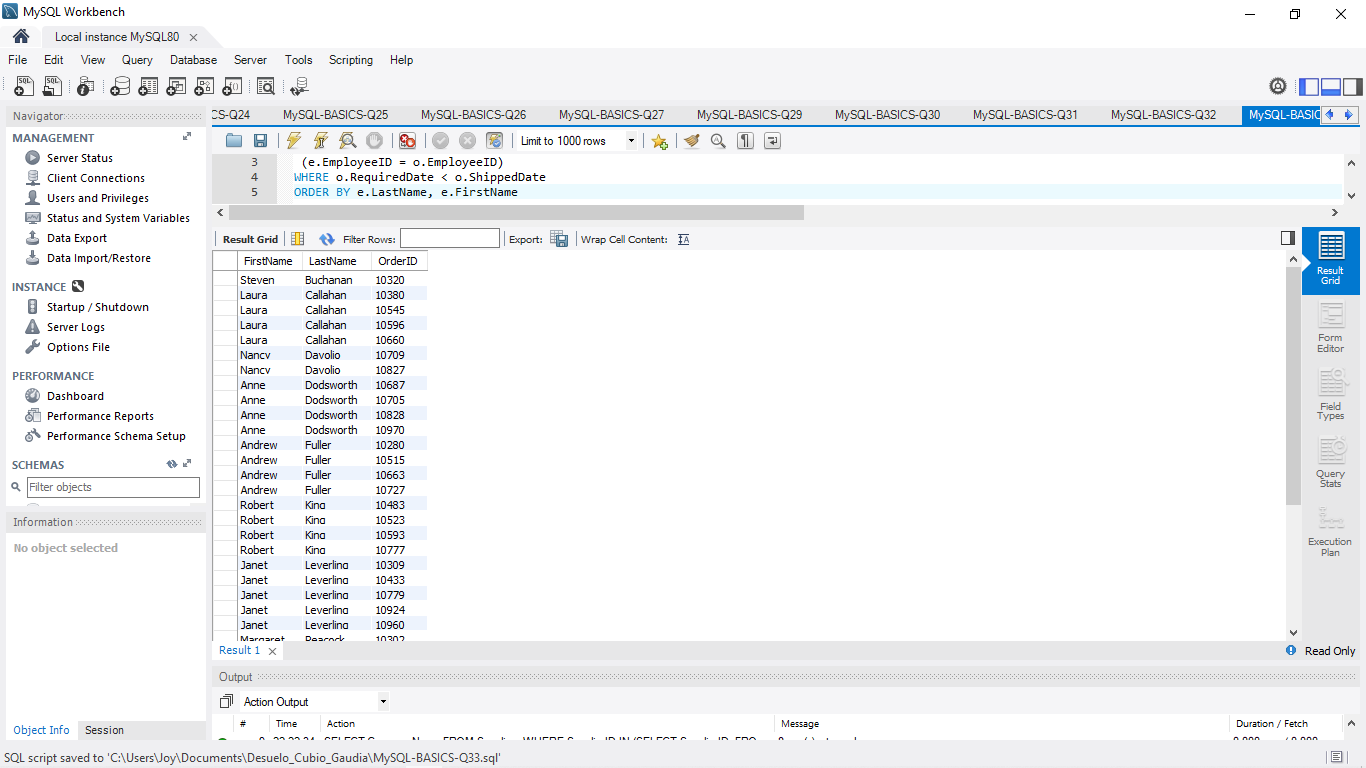 MySQL Workbench
Local instance MySQL80
File Edit View Query Database Server Tools Scripting Help
Navigator
MANAGEMENT
Server Status
Client Connections
Users and Privileges
Status and System Variables
Data Export
Data Import/Restore
INSTANCE
Startup / Shutdown
Server Logs
Options File
PERFORMANCE
Dashboard
Performance Reports
Performance Schema Setup
SCHEMAS
Filter objects
Information
No object selected
Object Info Session
CS-Q24 MySQL-BASICS-Q25 MySQL-BASICS-Q26 MySQL-BASICS-Q27 MySQL-BASICS-Q29 MySQL-BASICS-Q30 MySQL-BASICS-Q31 MySQL-BASICS-Q32 MySQL-BASIC
Limit to 1000 rows
3 (e.EmployeeID = o.EmployeeID)
4 WHERE o.RequiredDate < o.ShippedDate
5 ORDER BY e.LastName, e.FirstName
Result Grid Filter Rows: Export: Wrap Cell Content:
FirstName LastName OrderID
Steven Buchanan 10320
Laura Callahan 10380
Laura Callahan 10545
Laura Callahan 10596
Laura Callahan 10660
Nancy Davolio 10709
Nancy Davolio 10827
Anne Dodsworth 10687
Anne Dodsworth 10705
Anne Dodsworth 10828
Anne Dodsworth 10970
Andrew Fuller 10280
Andrew Fuller 10515
Andrew Fuller 10663
Andrew Fuller 10727
Robert King 10483
Robert King 10523
Robert King 10593
Robert King 10777
Janet Leverling 10309
Janet Leverling 10433
Janet Leverling 10779
Janet Leverling 10924
Janet Leverling 10960
Margaret Peacock 10302
Result Grid
Form Editor
Field Types
Query Stats
Execution Plan
Result 1
Read Only
Output
Action Output
# Time Action Message Duration / Fetch
SQL script saved to 'C:\Users\Joy\Documents\Desuelo_Cubio_Gaudia\MySQL-BASICS-Q33.sql'